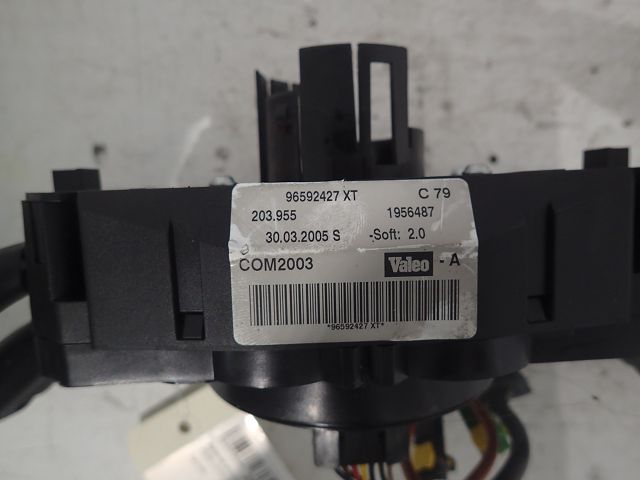 96592427 XT C 79
203.955 1956487
30.03.2005 S -Soft: 2.0
COM2003 Valeo - A
*96592427 XT*